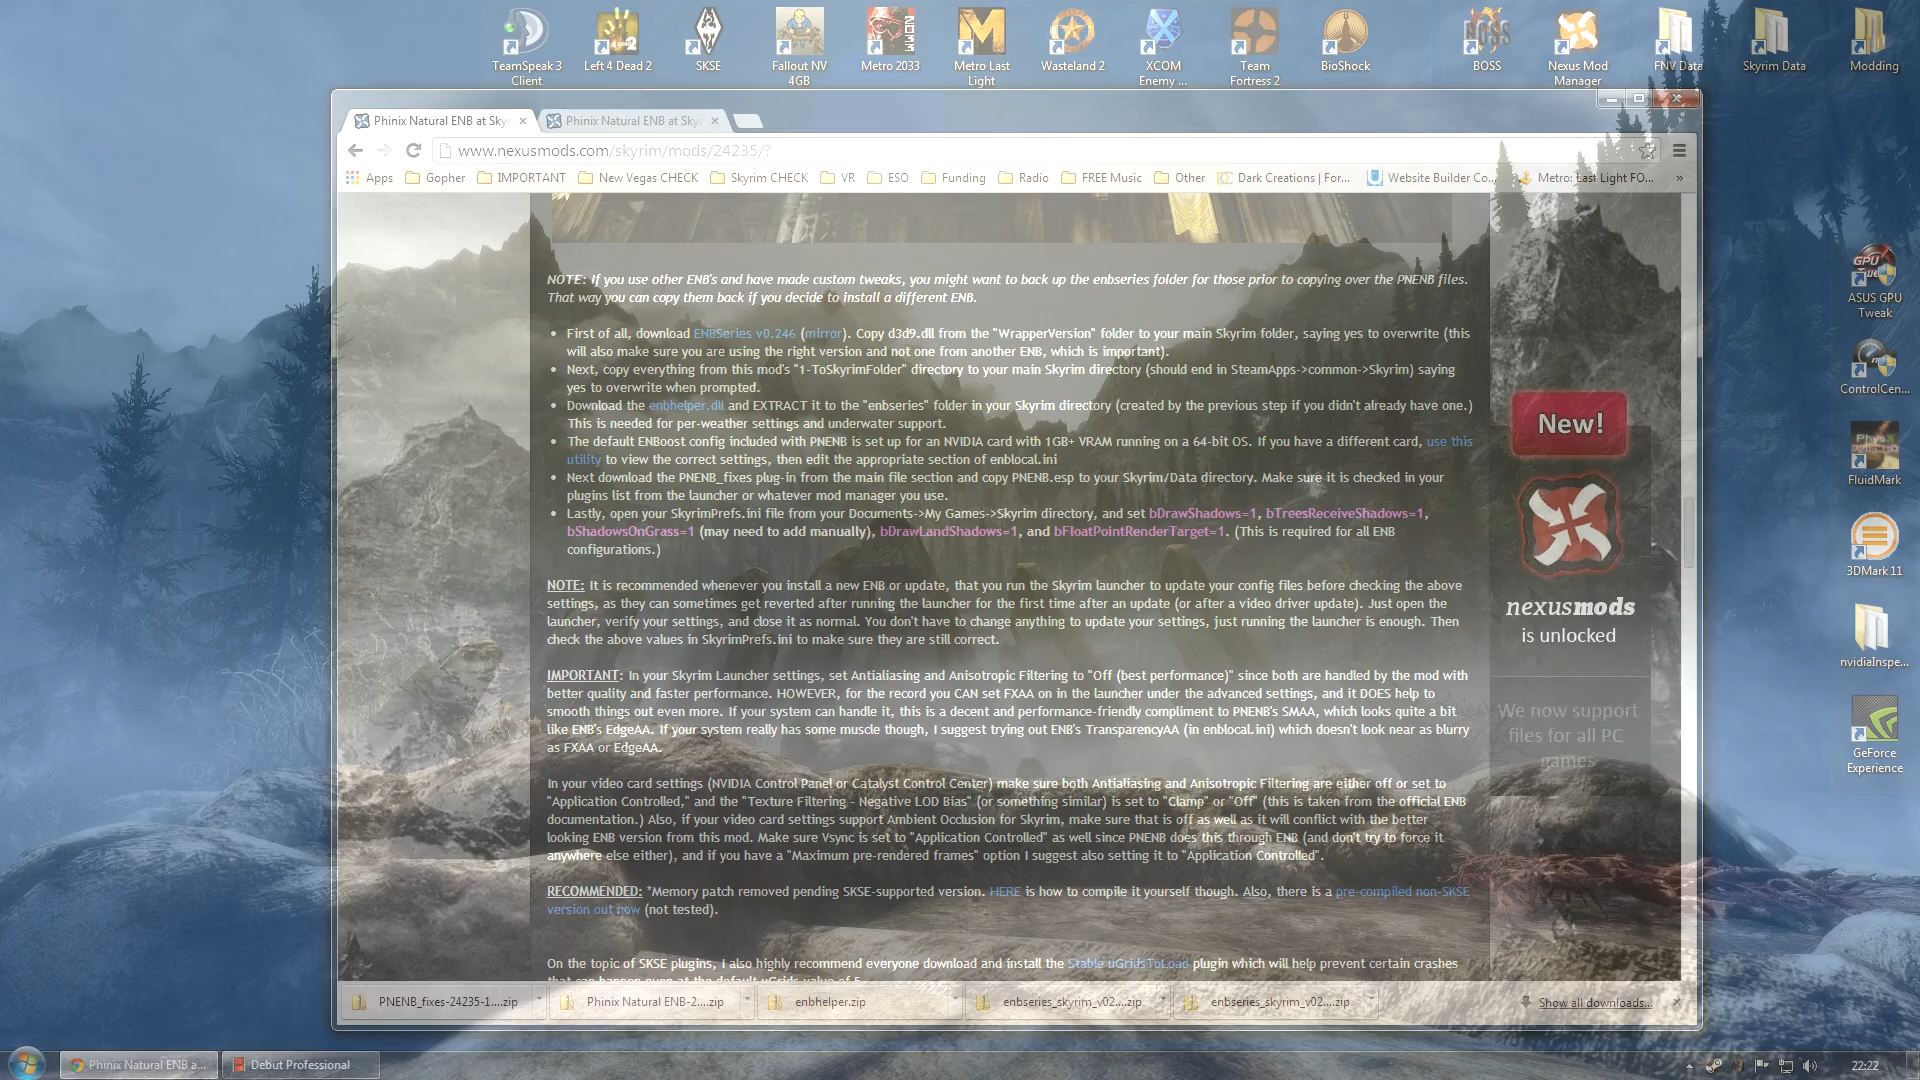 TeamSpeak 3 Client
Left 4 Dead 2
SKSE
Fallout NV 4GB
Metro 2033
Metro Last Light
Wasteland 2
XCOM Enemy ...
Team Fortress 2
BioShock
BOSS
Nexus Mod Manager
FNV Data
Skyrim Data
Modding
Phinix Natural ENB at Sky
Phinix Natural ENB at Sky
www.nexusmods.com/skyrim/mods/24235/?
Apps
Gopher
IMPORTANT
New Vegas CHECK
Skyrim CHECK
VR
ESO
Funding
Radio
FREE Music
Other
Dark Creations | For...
Website Builder Co...
Metro: Last Light FO...
»
NOTE: If you use other ENB's and have made custom tweaks, you might want to back up the enbseries folder for those prior to copying over the PNENB files.
That way you can copy them back if you decide to install a different ENB.
• First of all, download ENBSeries v0.246 (mirror). Copy d3d9.dll from the "WrapperVersion" folder to your main Skyrim folder, saying yes to overwrite (this
will also make sure you are using the right version and not one from another ENB, which is important).
• Next, copy everything from this mod's "1-ToSkyrimFolder" directory to your main Skyrim directory (should end in SteamApps->common->Skyrim) saying
yes to overwrite when prompted.
• Download the enbhelper.dll and EXTRACT it to the "enbseries" folder in your Skyrim directory (created by the previous step if you didn't already have one.)
This is needed for per-weather settings and underwater support.
• The default ENBoost config included with PNENB is set up for an NVIDIA card with 1GB+ VRAM running on a 64-bit OS. If you have a different card, use this
utility to view the correct settings, then edit the appropriate section of enblocal.ini
• Next download the PNENB_fixes plug-in from the main file section and copy PNENB.esp to your Skyrim/Data directory. Make sure it is checked in your
plugins list from the launcher or whatever mod manager you use.
• Lastly, open your SkyrimPrefs.ini file from your Documents->My Games->Skyrim directory, and set bDrawShadows=1, bTreesReceiveShadows=1,
bShadowsOnGrass=1 (may need to add manually), bDrawLandShadows=1, and bFloatPointRenderTarget=1. (This is required for all ENB
configurations.)
NOTE: It is recommended whenever you install a new ENB or update, that you run the Skyrim launcher to update your config files before checking the above
settings, as they can sometimes get reverted after running the launcher for the first time after an update (or after a video driver update). Just open the
launcher, verify your settings, and close it as normal. You don't have to change anything to update your settings, just running the launcher is enough. Then
check the above values in SkyrimPrefs.ini to make sure they are still correct.
IMPORTANT: In your Skyrim Launcher settings, set Antialiasing and Anisotropic Filtering to "Off (best performance)" since both are handled by the mod with
better quality and faster performance. HOWEVER, for the record you CAN set FXAA on in the launcher under the advanced settings, and it DOES help to
smooth things out even more. If your system can handle it, this is a decent and performance-friendly compliment to PNENB's SMAA, which looks quite a bit
like ENB's EdgeAA. If your system really has some muscle though, I suggest trying out ENB's TransparencyAA (in enblocal.ini) which doesn't look near as blurry
as FXAA or EdgeAA.
In your video card settings (NVIDIA Control Panel or Catalyst Control Center) make sure both Antialiasing and Anisotropic Filtering are either off or set to
"Application Controlled," and the "Texture Filtering - Negative LOD Bias" (or something similar) is set to "Clamp" or "Off" (this is taken from the official ENB
documentation.) Also, if your video card settings support Ambient Occlusion for Skyrim, make sure that is off as well as it will conflict with the better
looking ENB version from this mod. Make sure Vsync is set to "Application Controlled" as well since PNENB does this through ENB (and don't try to force it
anywhere else either), and if you have a "Maximum pre-rendered frames" option I suggest also setting it to "Application Controlled".
RECOMMENDED: *Memory patch removed pending SKSE-supported version. HERE is how to compile it yourself though. Also, there is a pre-compiled non-SKSE
version out now (not tested).
On the topic of SKSE plugins, I also highly recommend everyone download and install the Stable uGridsToLoad plugin which will help prevent certain crashes
that can happen even at the default uGrids value of 5.
New!
nexusmods
is unlocked
We now support
files for all PC
games
ASUS GPU Tweak
ControlCen...
FluidMark
3DMark 11
nvidiaInspe...
GeForce Experience
PNENB_fixes-24235-1....zip
Phinix Natural ENB-2....zip
enbhelper.zip
enbseries_skyrim_v02....zip
enbseries_skyrim_v02....zip
Show all downloads...
Phinix Natural ENB a...
Debut Professional
22:22